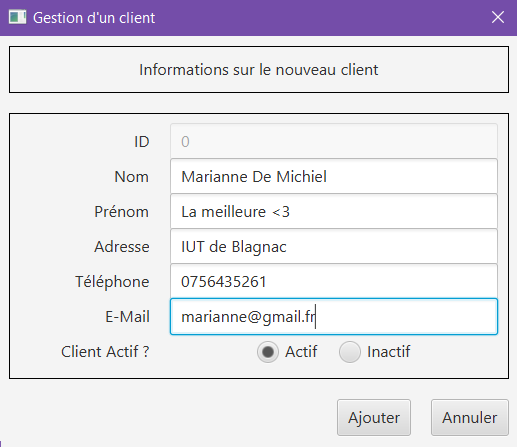 Gestion d'un client
Informations sur le nouveau client
ID 0
Nom Marianne De Michiel
Prénom La meilleure <3
Adresse IUT de Blagnac
Téléphone 0756435261
E-Mail marianne@gmail.fr
Client Actif ? Actif Inactif
Ajouter Annuler